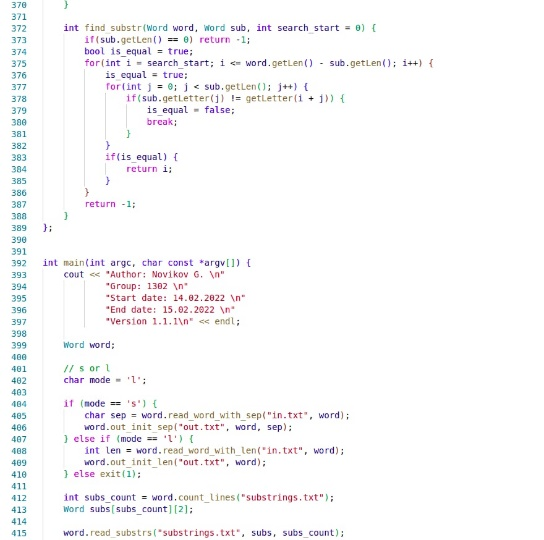 370     }
371
372     int find_substr(Word word, Word sub, int search_start = 0) {
373         if(sub.getLen() == 0) return -1;
374         bool is_equal = true;
375         for(int i = search_start; i <= word.getLen() - sub.getLen(); i++) {
376             is_equal = true;
377             for(int j = 0; j < sub.getLen(); j++) {
378                 if(sub.getLetter(j) != getLetter(i + j)) {
379                     is_equal = false;
380                     break;
381                 }
382             }
383             if(is_equal) {
384                 return i;
385             }
386         }
387         return -1;
388     }
389 };
390
391
392 int main(int argc, char const *argv[]) {
393     cout << "Author: Novikov G. \n"
394             "Group: 1302 \n"
395             "Start date: 14.02.2022 \n"
396             "End date: 15.02.2022 \n"
397             "Version 1.1.1\n" << endl;
398
399     Word word;
400
401     // s or l
402     char mode = 'l';
403
404     if (mode == 's') {
405         char sep = word.read_word_with_sep("in.txt", word);
406         word.out_init_sep("out.txt", word, sep);
407     } else if (mode == 'l') {
408         int len = word.read_word_with_len("in.txt", word);
409         word.out_init_len("out.txt", word);
410     } else exit(1);
411
412     int subs_count = word.count_lines("substrings.txt");
413     Word subs[subs_count][2];
414
415     word.read_substrs("substrings.txt", subs, subs_count);